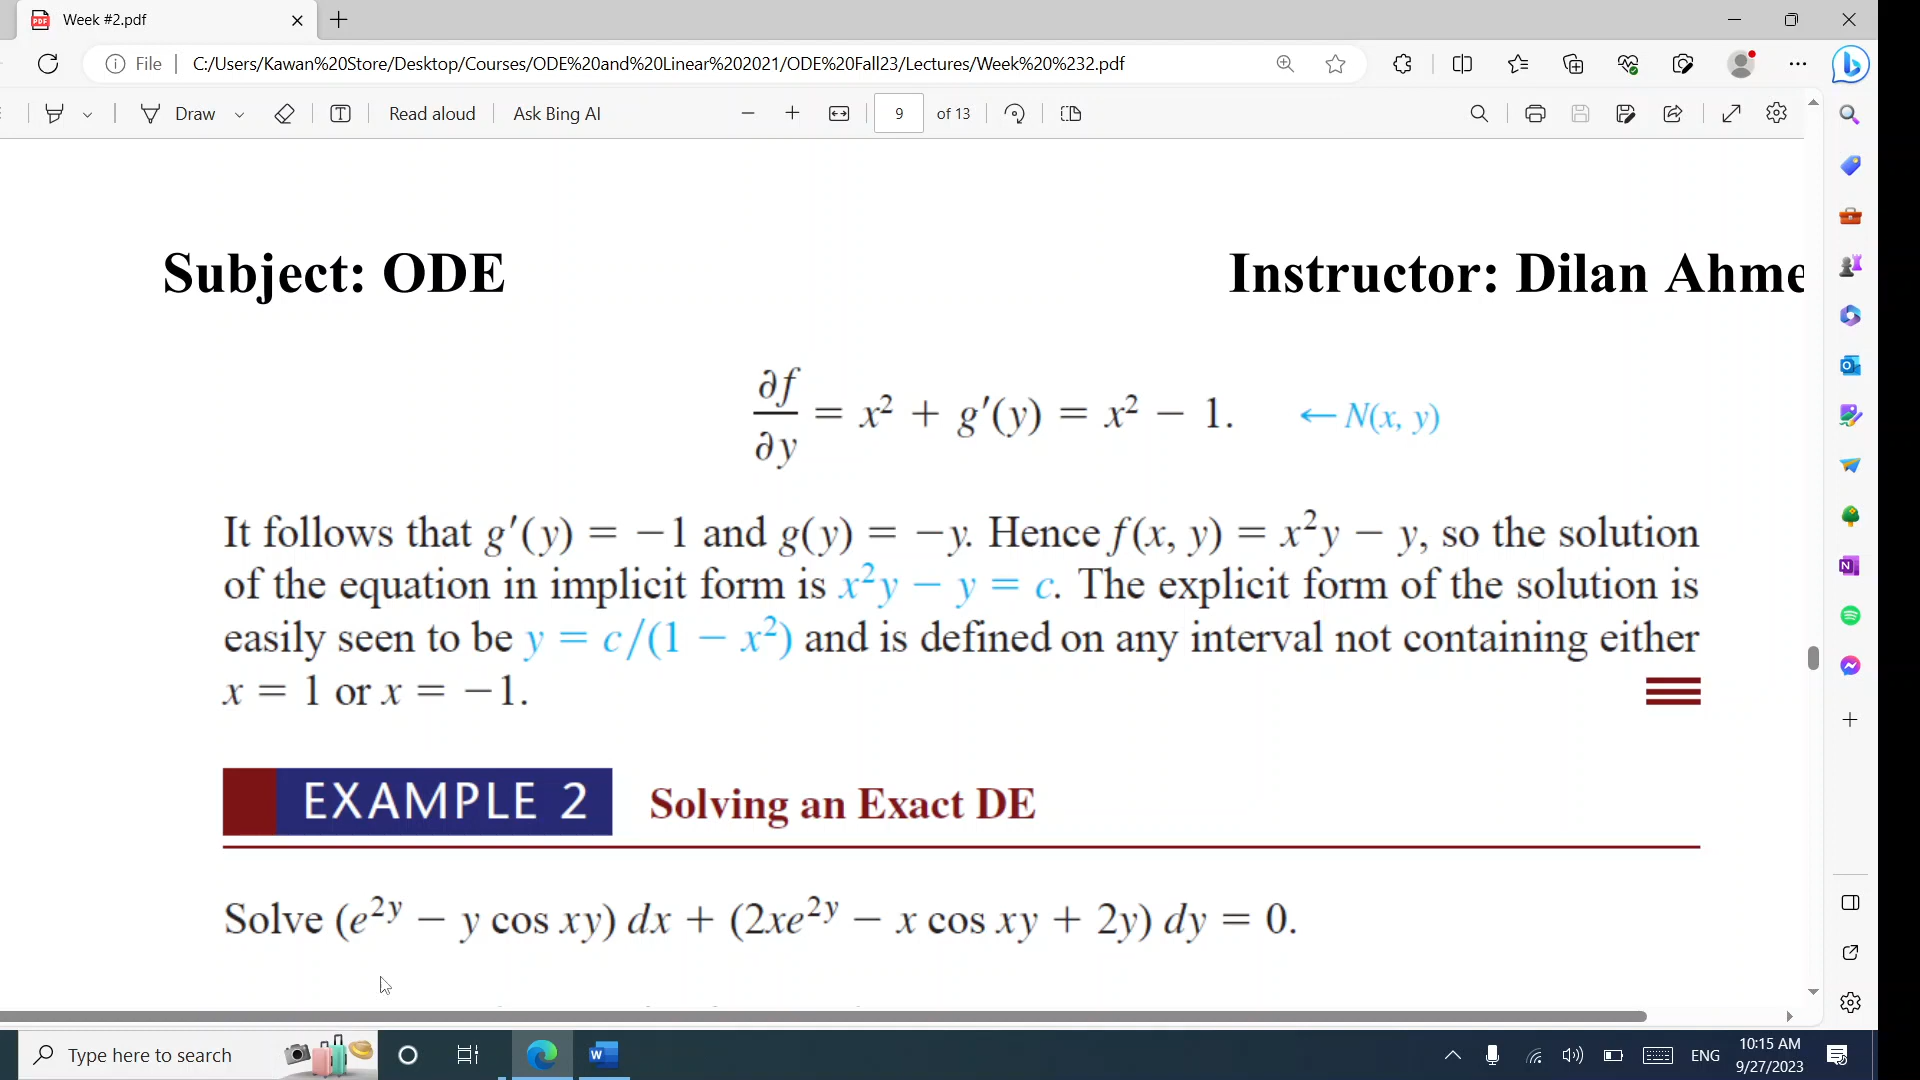 Week #2.pdf
File
C:/Users/Kawan%20Store/Desktop/Courses/ODE%20and%20Linear%202021/ODE%20Fall23/Lectures/Week%20%232.pdf
Draw
Read aloud
Ask Bing AI
9
of 13
Subject: ODE
Instructor: Dilan Ahme
∂f/∂y = x² + g′(y) = x² − 1. ← N(x, y)
It follows that g′(y) = −1 and g(y) = −y. Hence f(x, y) = x²y − y, so the solution
of the equation in implicit form is x²y − y = c. The explicit form of the solution is
easily seen to be y = c/(1 − x²) and is defined on any interval not containing either
x = 1 or x = −1.
EXAMPLE 2 Solving an Exact DE
Solve (e²ʸ − y cos xy) dx + (2xe²ʸ − x cos xy + 2y) dy = 0.
Type here to search
ENG
10:15 AM
9/27/2023